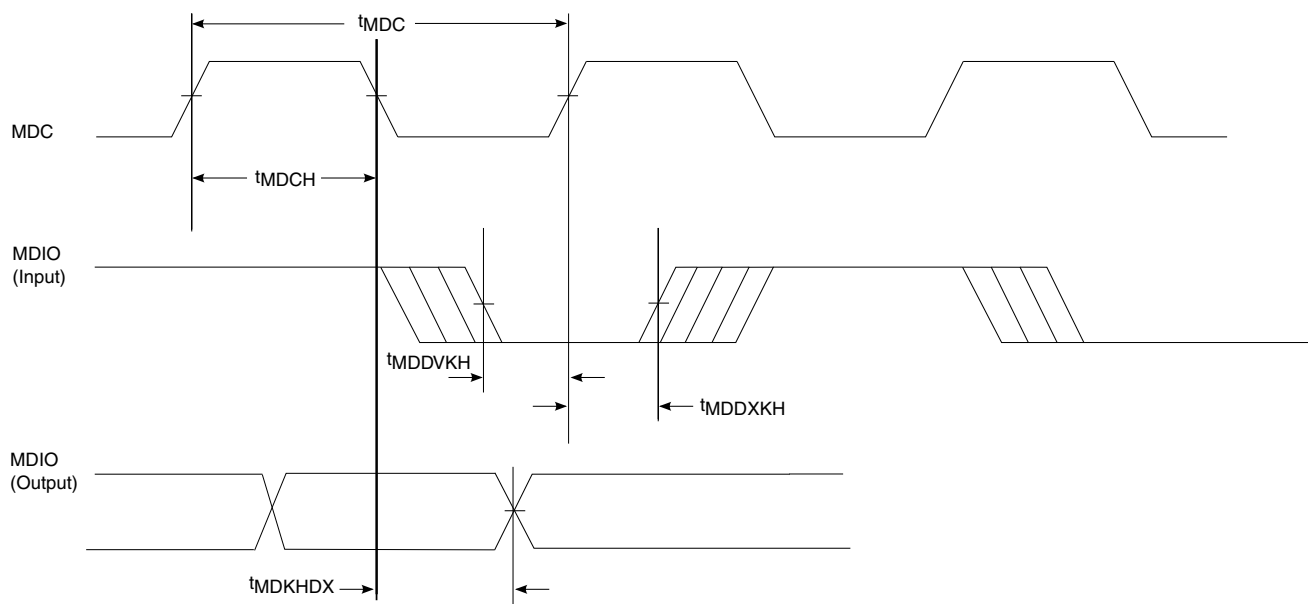 tMDC
MDC
tMDCH
MDIO
(Input)
tMDDVKH
tMDDXKH
MDIO
(Output)
tMDKHDX